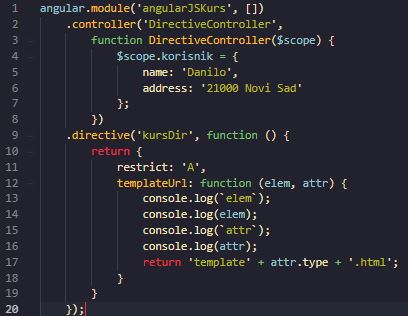 1 angular.module('angularJSKurs', [])
2     .controller('DirectiveController',
3         function DirectiveController($scope) {
4             $scope.korisnik = {
5                 name: 'Danilo',
6                 address: '21000 Novi Sad'
7             };
8         })
9     .directive('kursDir', function () {
10         return {
11             restrict: 'A',
12             templateUrl: function (elem, attr) {
13                 console.log(`elem`);
14                 console.log(elem);
15                 console.log(`attr`);
16                 console.log(attr);
17                 return 'template' + attr.type + '.html';
18             }
19         }
20     });